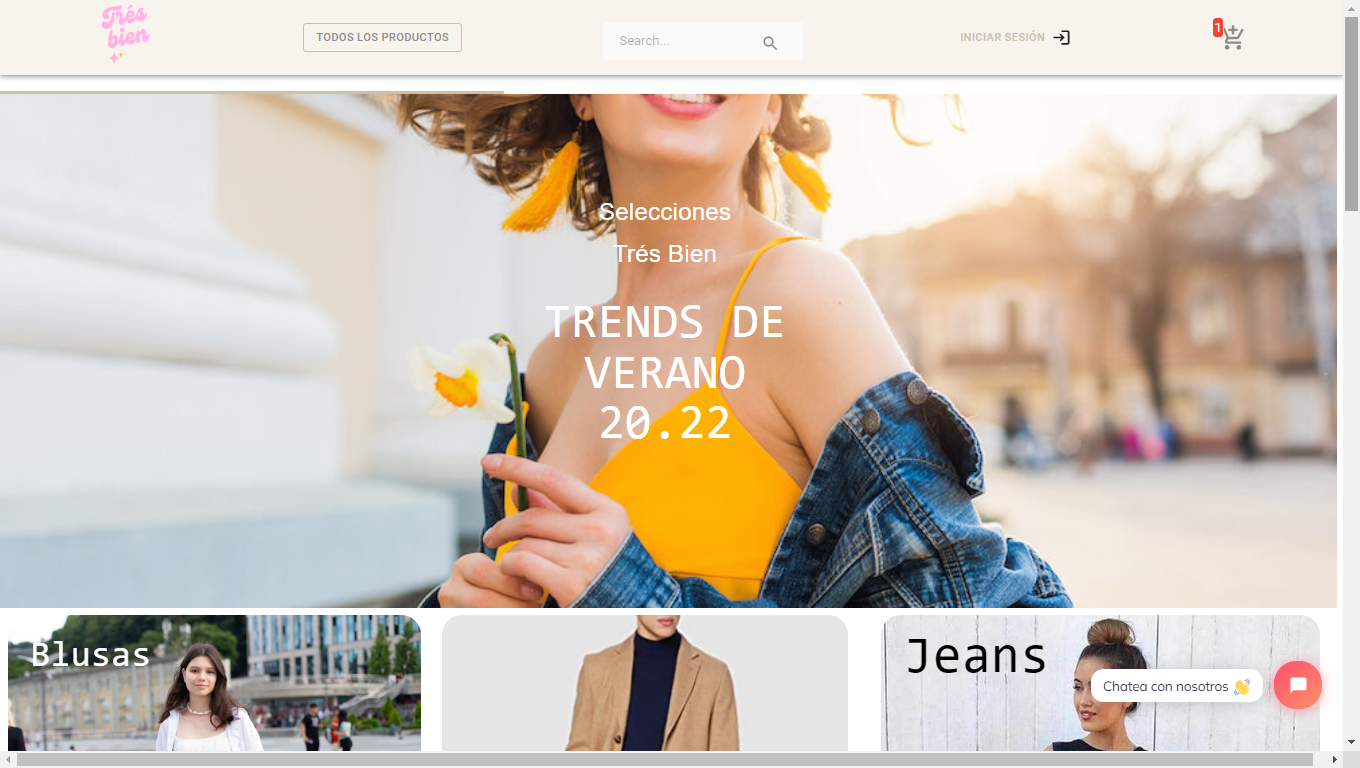 Trés
bien
TODOS LOS PRODUCTOS
Search...
INICIAR SESIÓN
1
Selecciones
Trés Bien
TRENDS DE
VERANO
20.22
Blusas
Jeans
Chatea con nosotros 👋